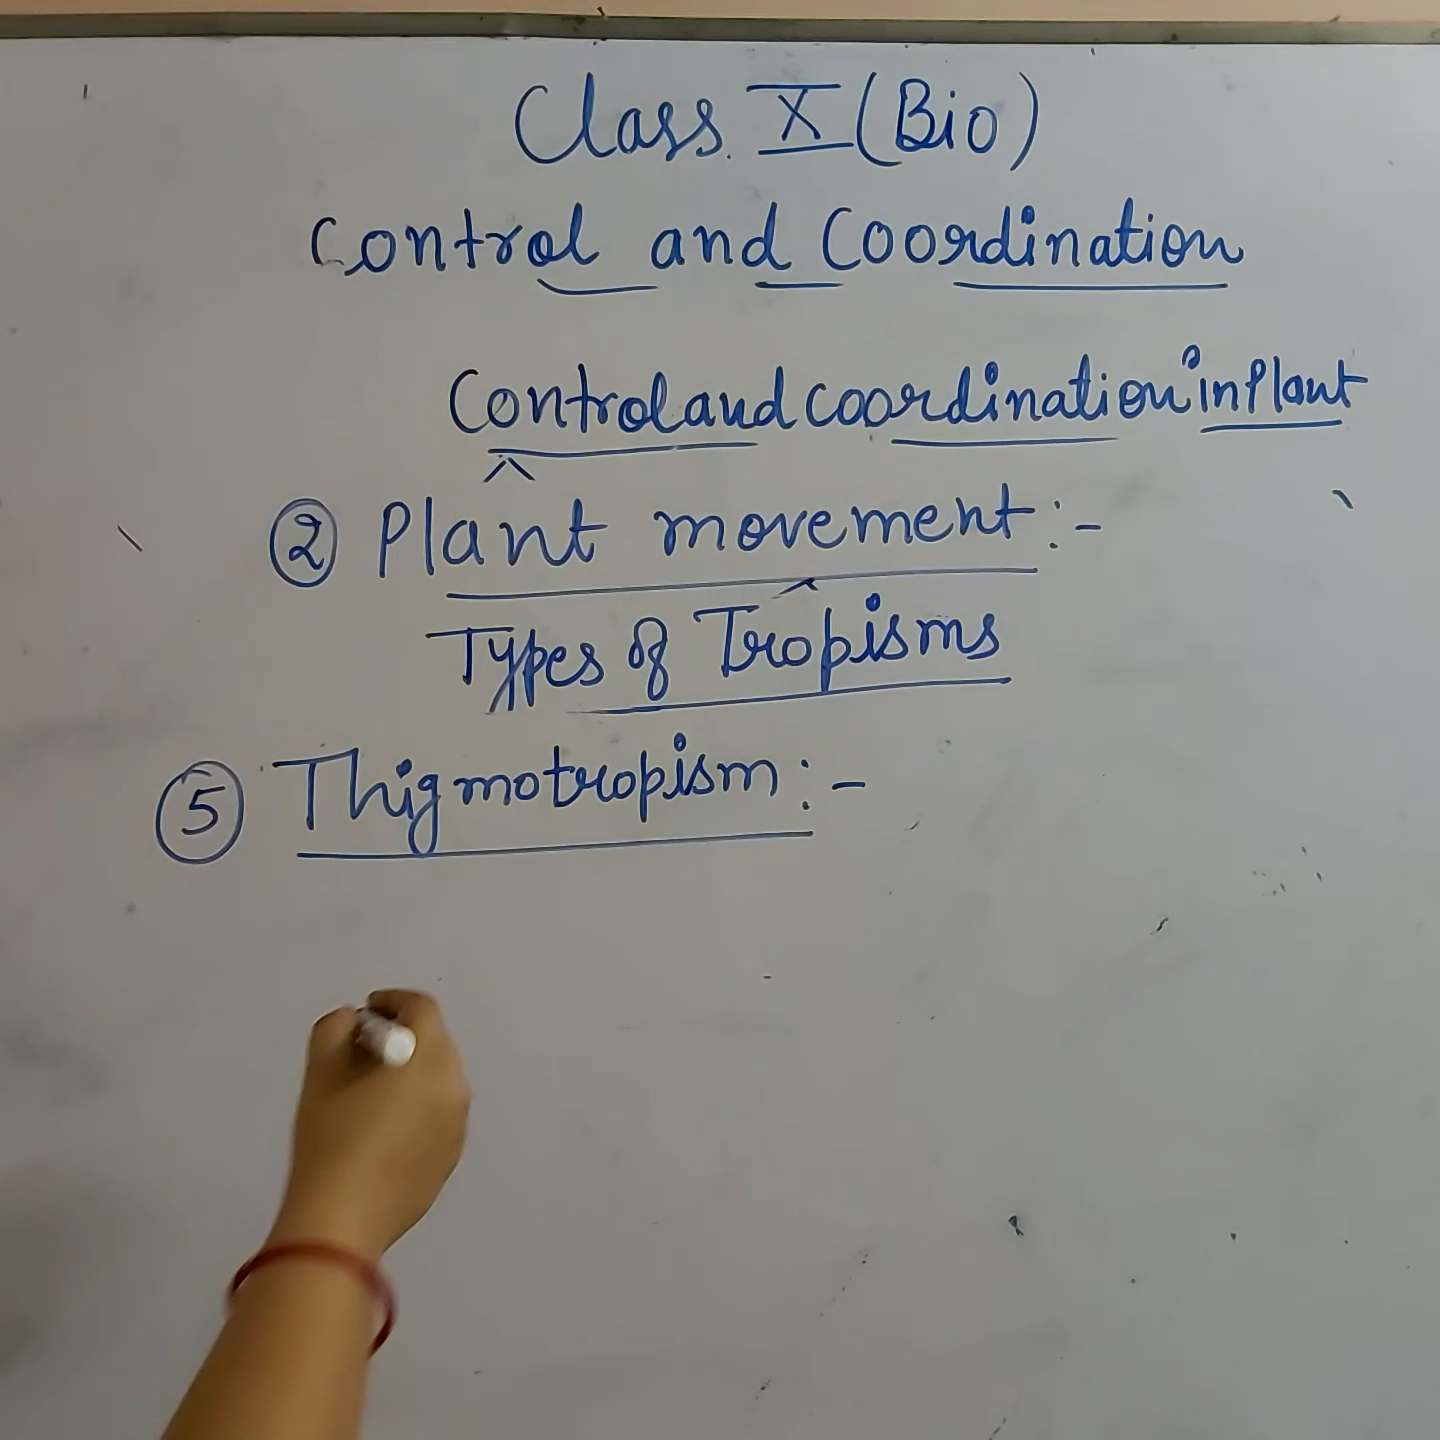 Class X (Bio)
Control and Coordination
Control and coordination in Plant
② Plant movement :-
Types of Tropisms
⑤ Thigmotropism :-